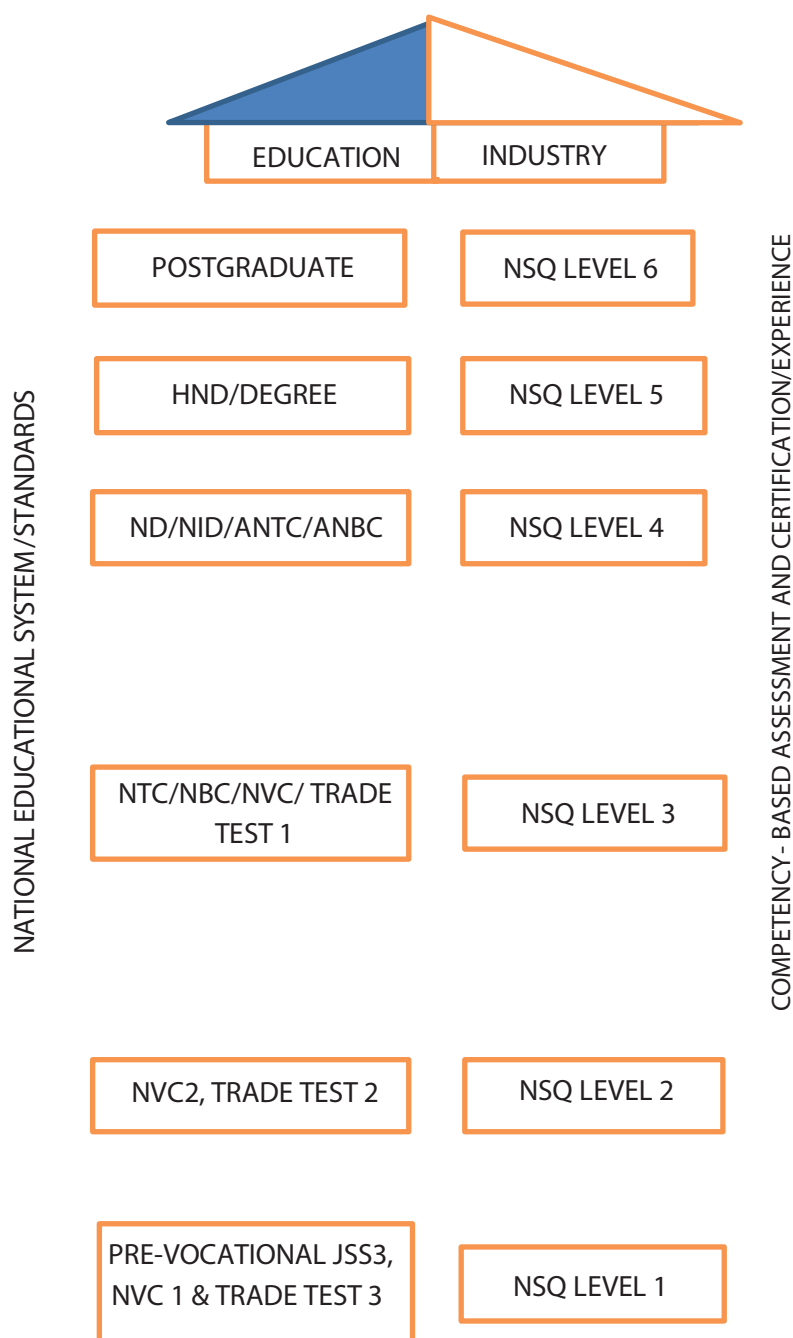 EDUCATION
INDUSTRY
POSTGRADUATE
NSQ LEVEL 6
HND/DEGREE
NSQ LEVEL 5
ND/NID/ANTC/ANBC
NSQ LEVEL 4
NTC/NBC/NVC/ TRADE
TEST 1
NSQ LEVEL 3
NVC2, TRADE TEST 2
NSQ LEVEL 2
PRE-VOCATIONAL JSS3,
NVC 1 & TRADE TEST 3
NSQ LEVEL 1
NATIONAL EDUCATIONAL SYSTEM/STANDARDS
COMPETENCY- BASED ASSESSMENT AND CERTIFICATION/EXPERIENCE